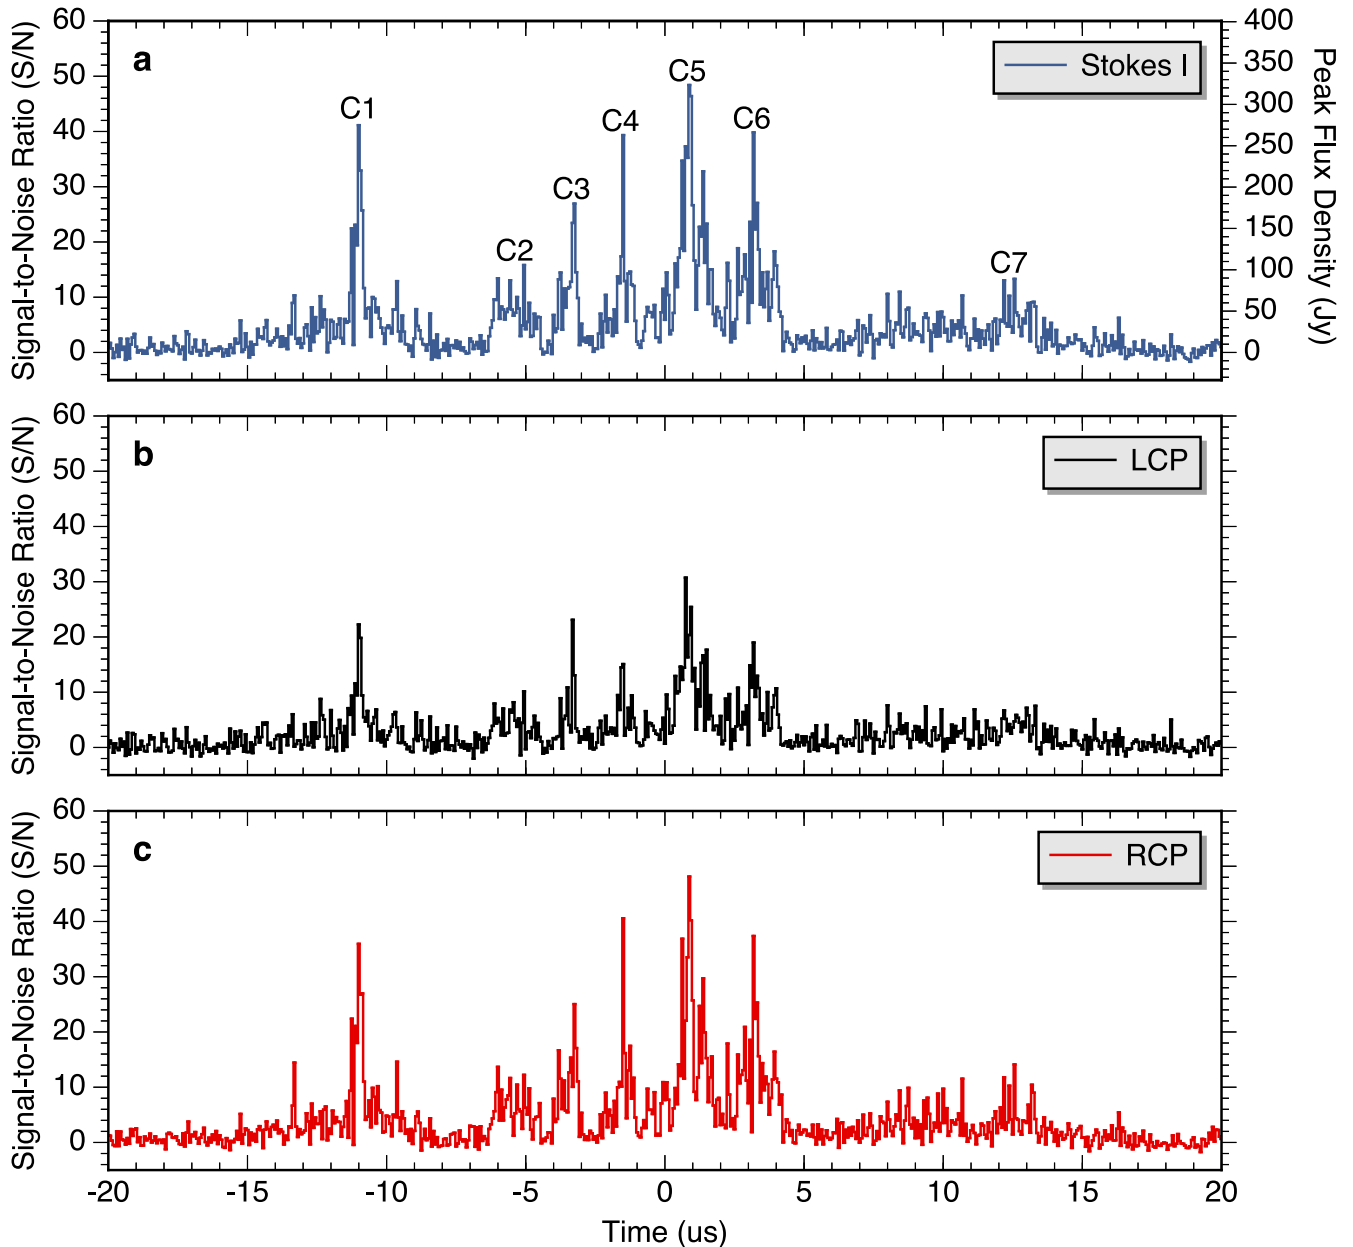 a
Stokes I
C1
C2
C3
C4
C5
C6
C7
60
50
40
30
20
10
0
Signal-to-Noise Ratio (S/N)
400
350
300
250
200
150
100
50
0
Peak Flux Density (Jy)
b
LCP
60
50
40
30
20
10
0
Signal-to-Noise Ratio (S/N)
c
RCP
60
50
40
30
20
10
0
Signal-to-Noise Ratio (S/N)
-20 -15 -10 -5 0 5 10 15 20
Time (us)